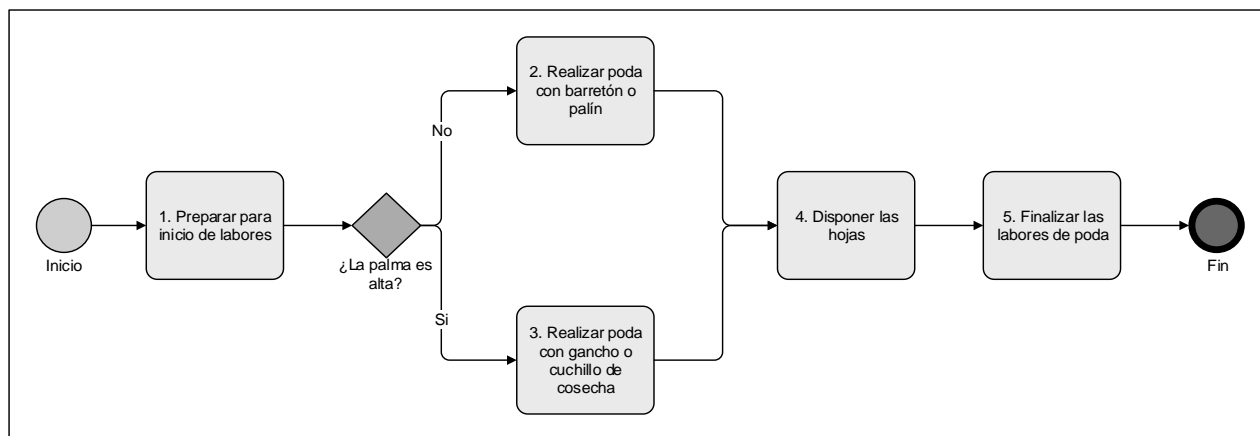 Inicio
1. Preparar para
inicio de labores
¿La palma es
alta?
No
2. Realizar poda
con barretón o
palín
Si
3. Realizar poda
con gancho o
cuchillo de
cosecha
4. Disponer las
hojas
5. Finalizar las
labores de poda
Fin